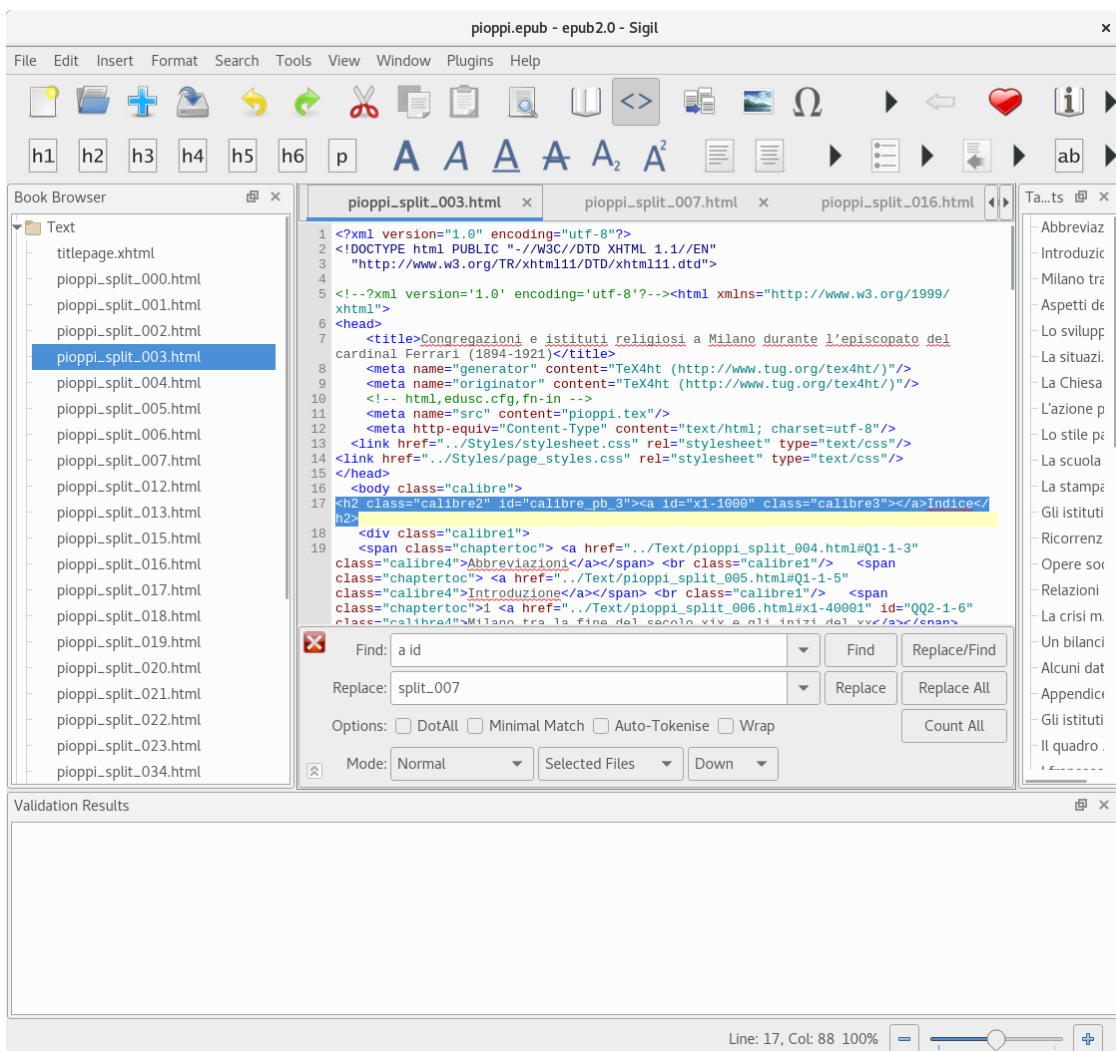 pioppi.epub - epub2.0 - Sigil
File Edit Insert Format Search Tools View Window Plugins Help
h1 h2 h3 h4 h5 h6 p A A A A A₂ A² ab
Book Browser
pioppi_split_003.html
pioppi_split_007.html
pioppi_split_016.html
Ta...ts
Text
titlepage.xhtml
pioppi_split_000.html
pioppi_split_001.html
pioppi_split_002.html
pioppi_split_003.html
pioppi_split_004.html
pioppi_split_005.html
pioppi_split_006.html
pioppi_split_007.html
pioppi_split_012.html
pioppi_split_013.html
pioppi_split_015.html
pioppi_split_016.html
pioppi_split_017.html
pioppi_split_018.html
pioppi_split_019.html
pioppi_split_020.html
pioppi_split_021.html
pioppi_split_022.html
pioppi_split_023.html
pioppi_split_034.html
1 <?xml version="1.0" encoding="utf-8"?>
2 <!DOCTYPE html PUBLIC "-//W3C//DTD XHTML 1.1//EN"
3 "http://www.w3.org/TR/xhtml11/DTD/xhtml11.dtd">
4
5 <!--?xml version='1.0' encoding='utf-8'?--><html xmlns="http://www.w3.org/1999/
xhtml">
6 <head>
7 <title>Congregazioni e istituti religiosi a Milano durante l’episcopato del
cardinal Ferrari (1894-1921)</title>
8 <meta name="generator" content="TeX4ht (http://www.tug.org/tex4ht/)"/>
9 <meta name="originator" content="TeX4ht (http://www.tug.org/tex4ht/)"/>
10 <!-- html,edusc.cfg,fn-in -->
11 <meta name="src" content="pioppi.tex"/>
12 <meta http-equiv="Content-Type" content="text/html; charset=utf-8"/>
13 <link href="../Styles/stylesheet.css" rel="stylesheet" type="text/css"/>
14 <link href="../Styles/page_styles.css" rel="stylesheet" type="text/css"/>
15 </head>
16 <body class="calibre">
17 <h2 class="calibre2" id="calibre_pb_3"><a id="x1-1000" class="calibre3"></a>Indice</
h2>
18 <div class="calibre1">
19 <span class="chaptertoc"> <a href="../Text/pioppi_split_004.html#Q1-1-3"
class="calibre4">Abbreviazioni</a></span> <br class="calibre1"/> <span
class="chaptertoc"> <a href="../Text/pioppi_split_005.html#Q1-1-5"
class="calibre4">Introduzione</a></span> <br class="calibre1"/> <span
class="chaptertoc">1 <a href="../Text/pioppi_split_006.html#x1-40001" id="QQ2-1-6"
class="calibre4">Milano tra la fine del secolo xix e gli inizi del xx</a></span>
Abbreviaz
Introduzic
Milano tra
Aspetti de
Lo svilupp
La situazi.
La Chiesa
L'azione p
Lo stile pa
La scuola
La stampa
Gli istituti
Ricorrenz
Opere soc
Relazioni
La crisi m.
Un bilanci
Alcuni dat
Appendice
Gli istituti
Il quadro .
Find: a id Find Replace/Find
Replace: split_007 Replace Replace All
Options: DotAll Minimal Match Auto-Tokenise Wrap Count All
Mode: Normal Selected Files Down
Validation Results
Line: 17, Col: 88 100%